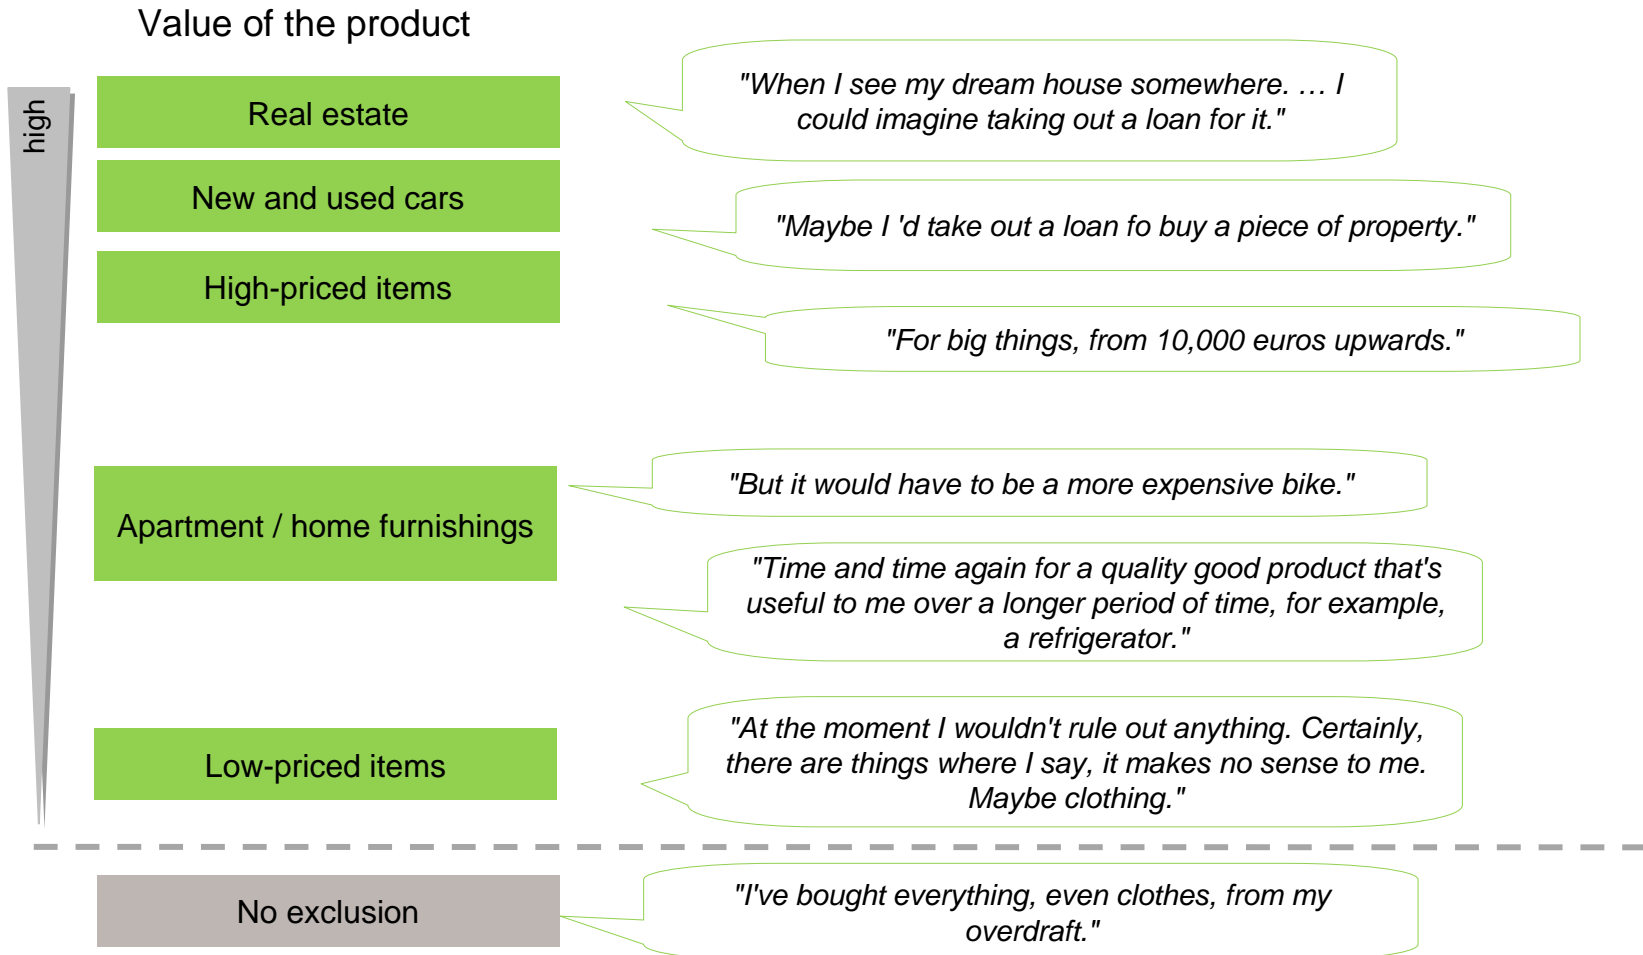 Value of the product
high
Real estate
"When I see my dream house somewhere. … I
could imagine taking out a loan for it."
New and used cars
"Maybe I 'd take out a loan fo buy a piece of property."
High-priced items
"For big things, from 10,000 euros upwards."
"But it would have to be a more expensive bike."
Apartment / home furnishings
"Time and time again for a quality good product that's
useful to me over a longer period of time, for example,
a refrigerator."
Low-priced items
"At the moment I wouldn't rule out anything. Certainly,
there are things where I say, it makes no sense to me.
Maybe clothing."
No exclusion
"I've bought everything, even clothes, from my
overdraft."